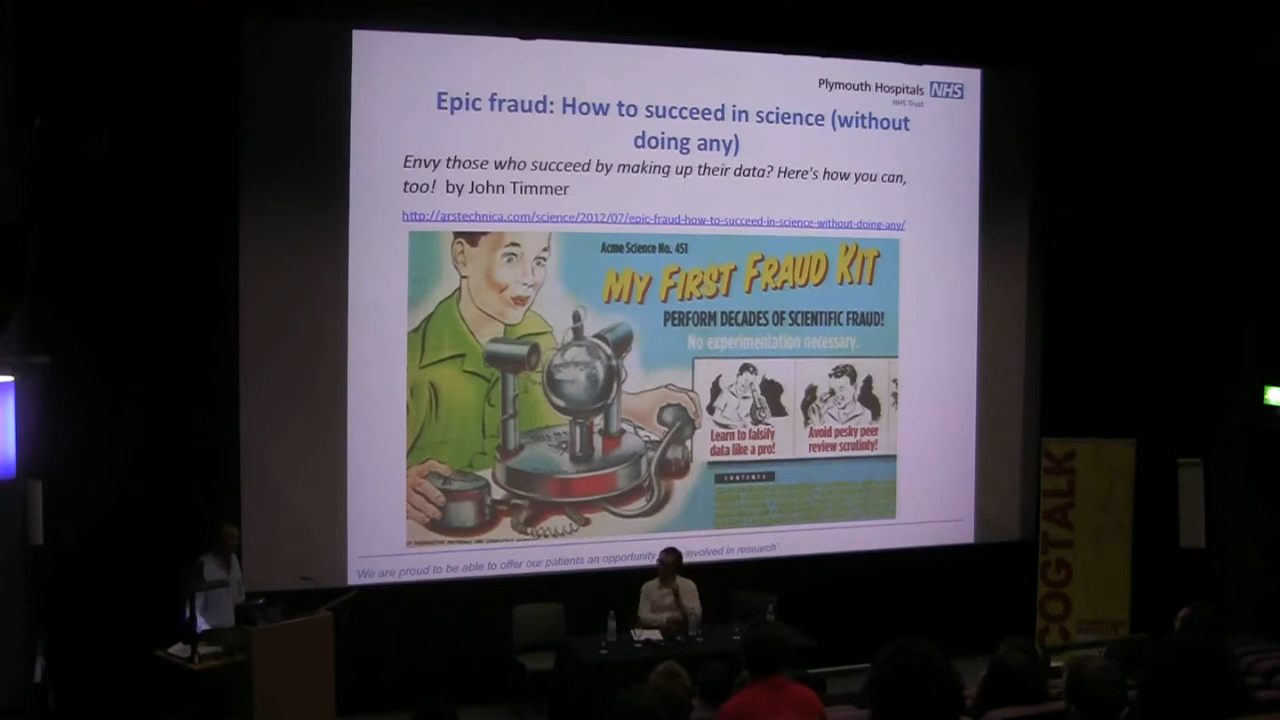 Plymouth Hospitals NHS
NHS Trust
Epic fraud: How to succeed in science (without
doing any)
Envy those who succeed by making up their data? Here's how you can,
too! by John Timmer
http://arstechnica.com/science/2012/07/epic-fraud-how-to-succeed-in-science-without-doing-any/
Acme Science No. 451
MY FIRST FRAUD KIT
PERFORM DECADES OF SCIENTIFIC FRAUD!
No experimentation necessary.
Learn to falsify
data like a pro!
Avoid pesky peer
review scrutiny!
CONTENTS
'We are proud to be able to offer our patients an opportunity involved in research'
COGTALK